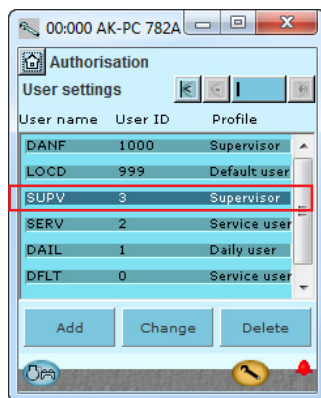 00:000 AK-PC 782A
Authorisation
User settings
User name User ID Profile
DANF 1000 Supervisor
LOCD 999 Default user
SUPV 3 Supervisor
SERV 2 Service user
DAIL 1 Daily user
DFLT 0 Service user
Add Change Delete